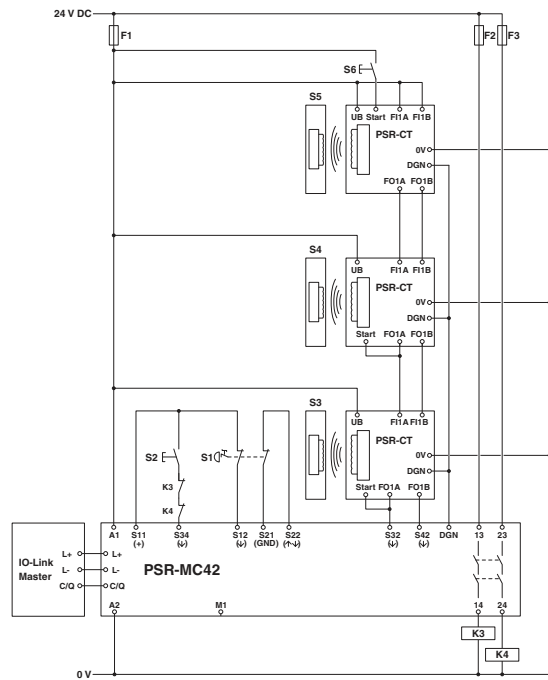 24 V DC
F1 F2 F3
S6
S5
UB Start FI1A FI1B
PSR-CT
0V
DGN
FO1A FO1B
S4
UB FI1A FI1B
PSR-CT
0V
DGN
Start FO1A FO1B
S3
UB FI1A FI1B
PSR-CT
0V
DGN
Start FO1A FO1B
S2 S1
K3
K4
A1 S11 S34 S12 S21 S22 S32 S42 DGN 13 23
(+) (↓) (↓) (GND) (↑↓) (↓) (↓)
IO-Link
Master
L+ L+
L- L-
C/Q C/Q
PSR-MC42
A2 M1 14 24
K3
K4
0 V